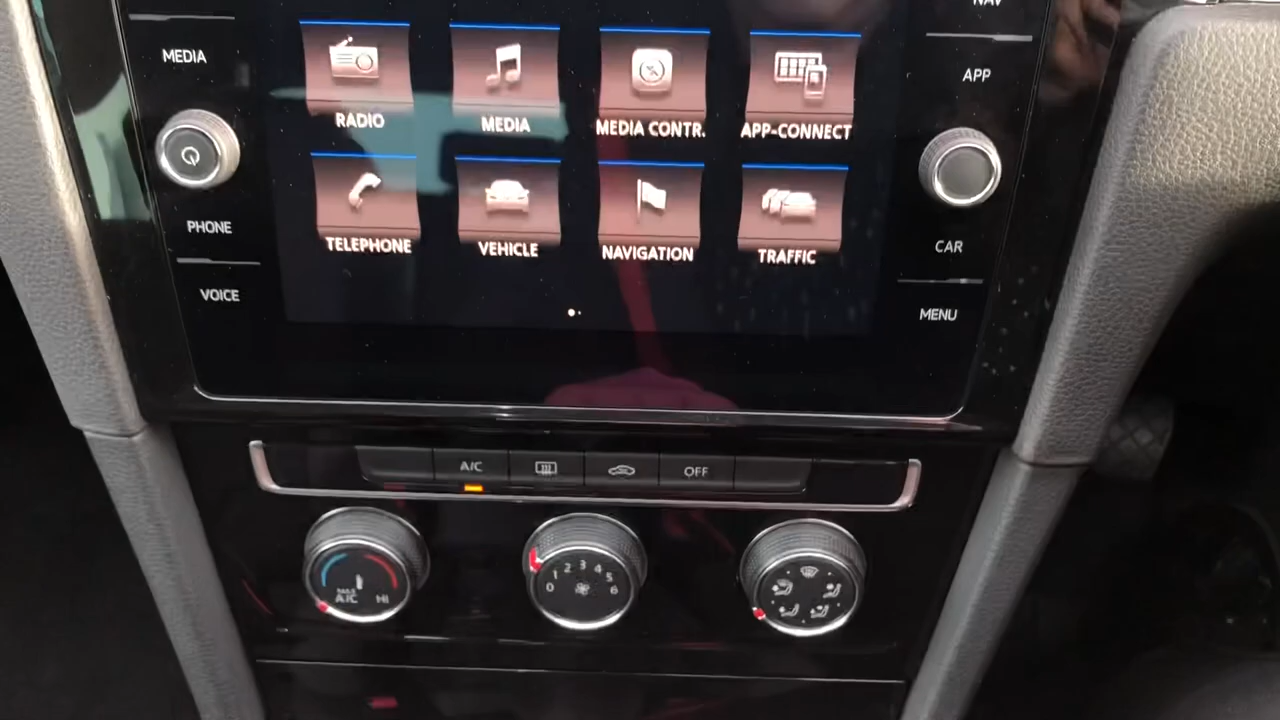 NAV
MEDIA
APP
RADIO
MEDIA
MEDIA CONTR.
APP-CONNECT
PHONE
CAR
TELEPHONE
VEHICLE
NAVIGATION
TRAFFIC
VOICE
MENU
A/C
OFF
MAX
A/C
HI
0 1 2 3 4 5 6